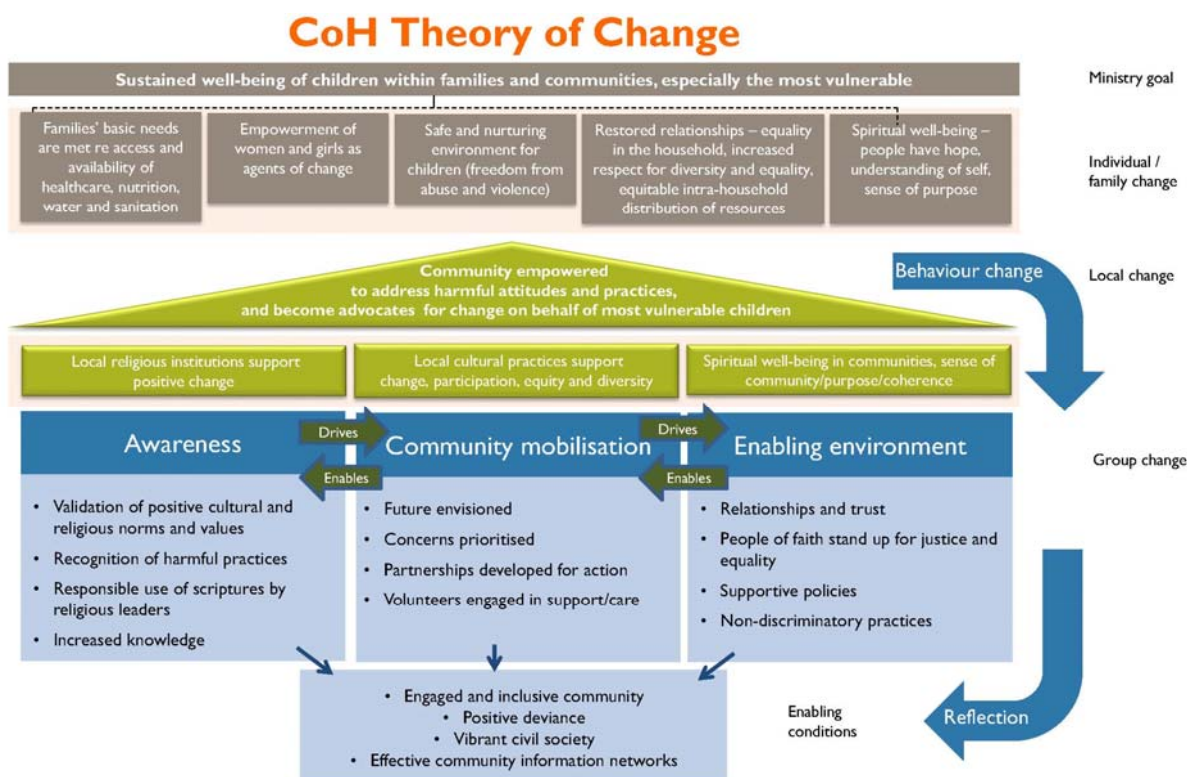 CoH Theory of Change
Sustained well-being of children within families and communities, especially the most vulnerable
Ministry goal
Families' basic needs
are met re access and
availability of
healthcare, nutrition,
water and sanitation
Empowerment of
women and girls as
agents of change
Safe and nurturing
environment for
children (freedom from
abuse and violence)
Restored relationships – equality
in the household, increased
respect for diversity and equality,
equitable intra-household
distribution of resources
Spiritual well-being –
people have hope,
understanding of self,
sense of purpose
Individual /
family change
Community empowered
to address harmful attitudes and practices,
and become advocates for change on behalf of most vulnerable children
Behaviour change
Local change
Local religious institutions support
positive change
Local cultural practices support
change, participation, equity and diversity
Spiritual well-being in communities, sense of
community/purpose/coherence
Awareness
Drives
Enables
Community mobilisation
Drives
Enables
Enabling environment
Group change
• Validation of positive cultural and
religious norms and values
• Recognition of harmful practices
• Responsible use of scriptures by
religious leaders
• Increased knowledge
• Future envisioned
• Concerns prioritised
• Partnerships developed for action
• Volunteers engaged in support/care
• Relationships and trust
• People of faith stand up for justice and
equality
• Supportive policies
• Non-discriminatory practices
• Engaged and inclusive community
• Positive deviance
• Vibrant civil society
• Effective community information networks
Enabling
conditions
Reflection